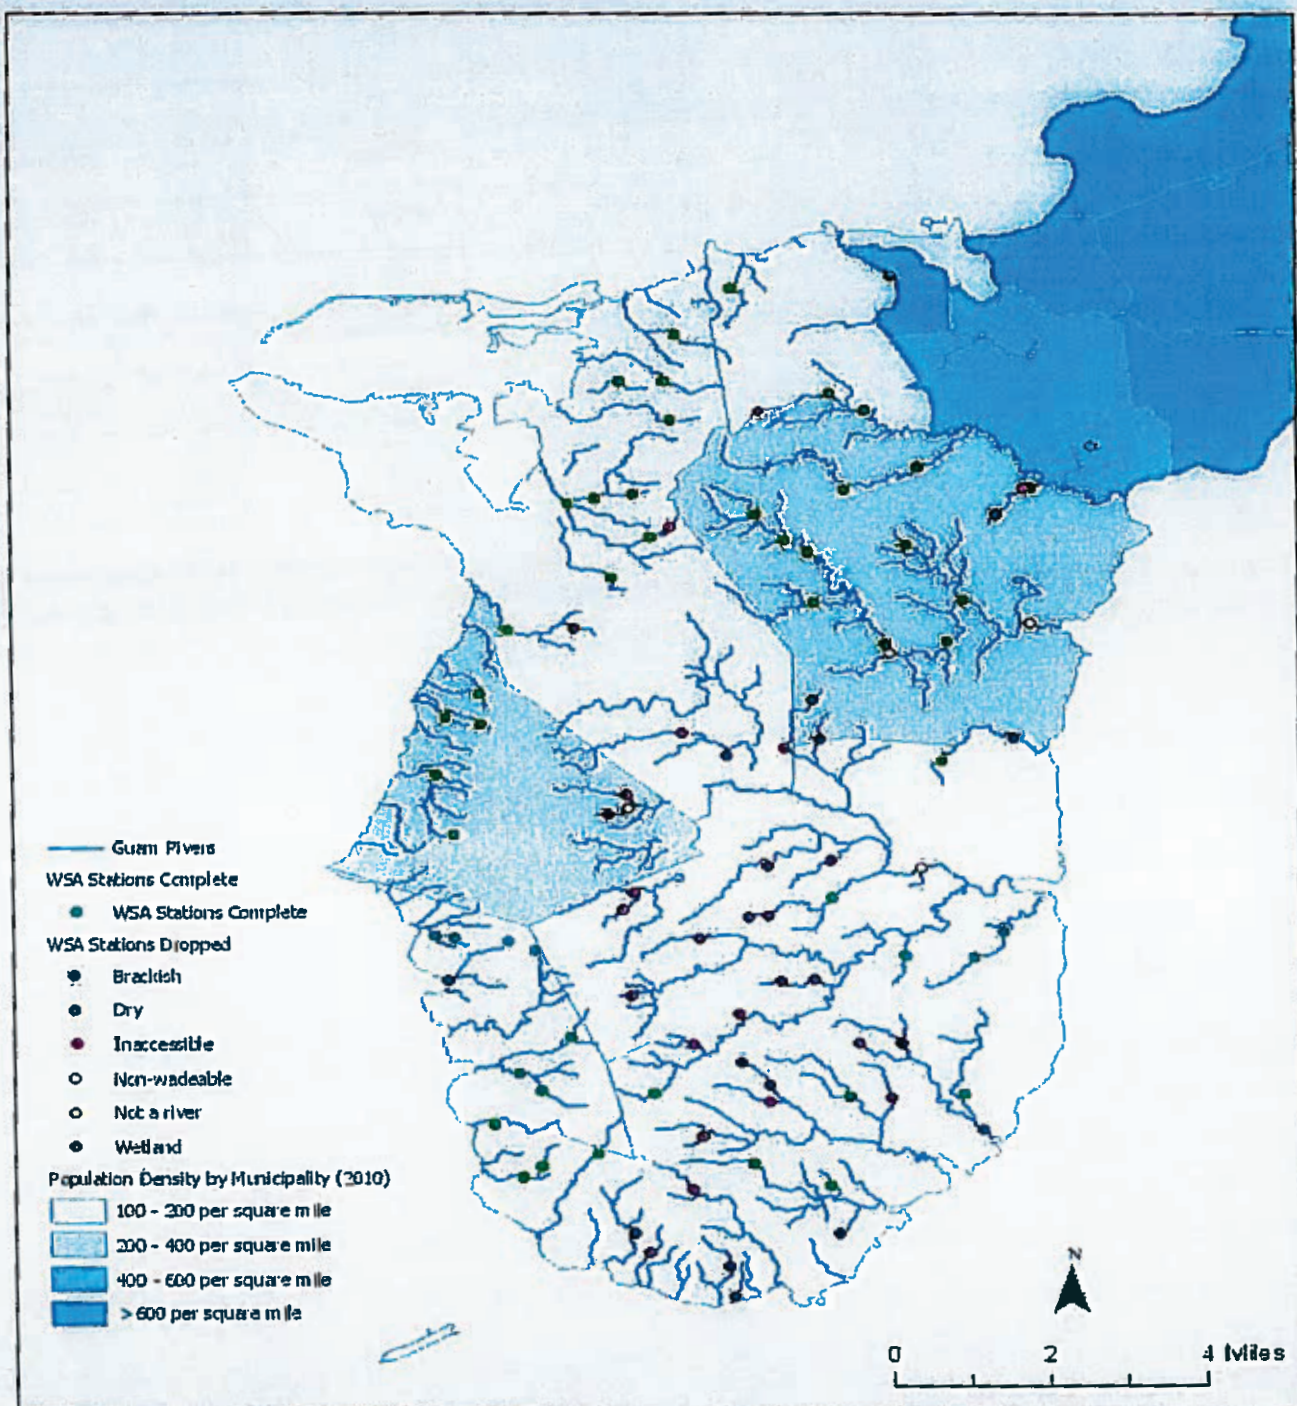 Guam Rivers
WSA Stations Complete
WSA Stations Complete
WSA Stations Dropped
Brackish
Dry
Inaccessible
Non-wadeable
Not a river
Wetland
Population Density by Municipality (2010)
100 - 200 per square mile
200 - 400 per square mile
400 - 600 per square mile
> 600 per square mile
N
0 2 4 Miles